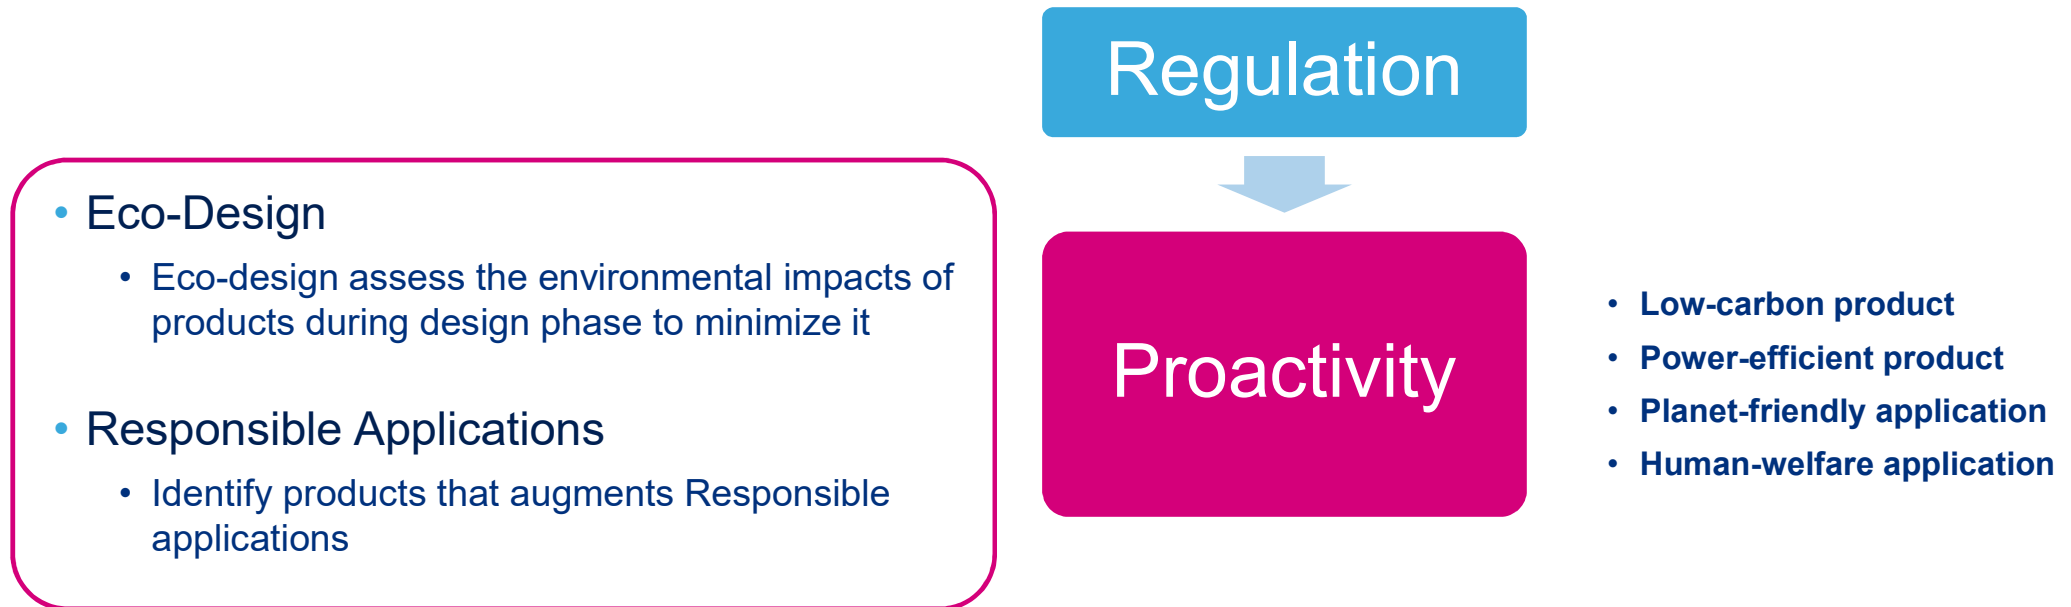 Regulation
• Eco-Design
• Eco-design assess the environmental impacts of
products during design phase to minimize it
• Responsible Applications
• Identify products that augments Responsible
applications
Proactivity
• Low-carbon product
• Power-efficient product
• Planet-friendly application
• Human-welfare application